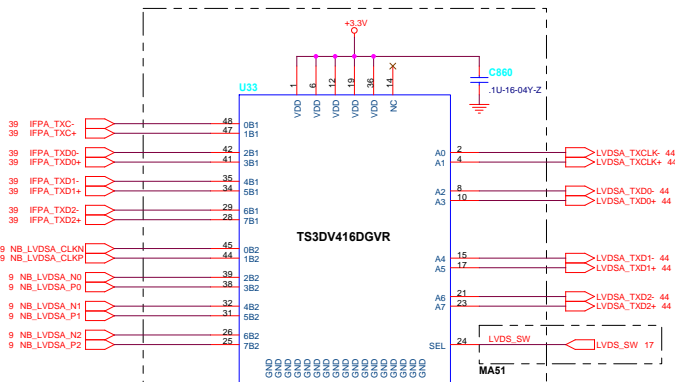 +3.3V
U33
C860
.1U-16-04Y-Z
1 6 12 19 36 14
VDD VDD VDD VDD VDD NC
39 IFPA_TXC- 48 0B1
39 IFPA_TXC+ 47 1B1
39 IFPA_TXD0- 42 2B1
39 IFPA_TXD0+ 41 3B1
39 IFPA_TXD1- 35 4B1
39 IFPA_TXD1+ 34 5B1
39 IFPA_TXD2- 29 6B1
39 IFPA_TXD2+ 28 7B1
9 NB_LVDSA_CLKN 45 0B2
9 NB_LVDSA_CLKP 44 1B2
9 NB_LVDSA_N0 39 2B2
9 NB_LVDSA_P0 38 3B2
9 NB_LVDSA_N1 32 4B2
9 NB_LVDSA_P1 31 5B2
9 NB_LVDSA_N2 26 6B2
9 NB_LVDSA_P2 25 7B2
TS3DV416DGVR
A0 2 LVDSA_TXCLK- 44
A1 4 LVDSA_TXCLK+ 44
A2 8 LVDSA_TXD0- 44
A3 10 LVDSA_TXD0+ 44
A4 15 LVDSA_TXD1- 44
A5 17 LVDSA_TXD1+ 44
A6 21 LVDSA_TXD2- 44
A7 23 LVDSA_TXD2+ 44
SEL 24 LVDS_SW LVDS_SW 17
MA51
GND GND GND GND GND GND GND GND GND GND GND GND GND